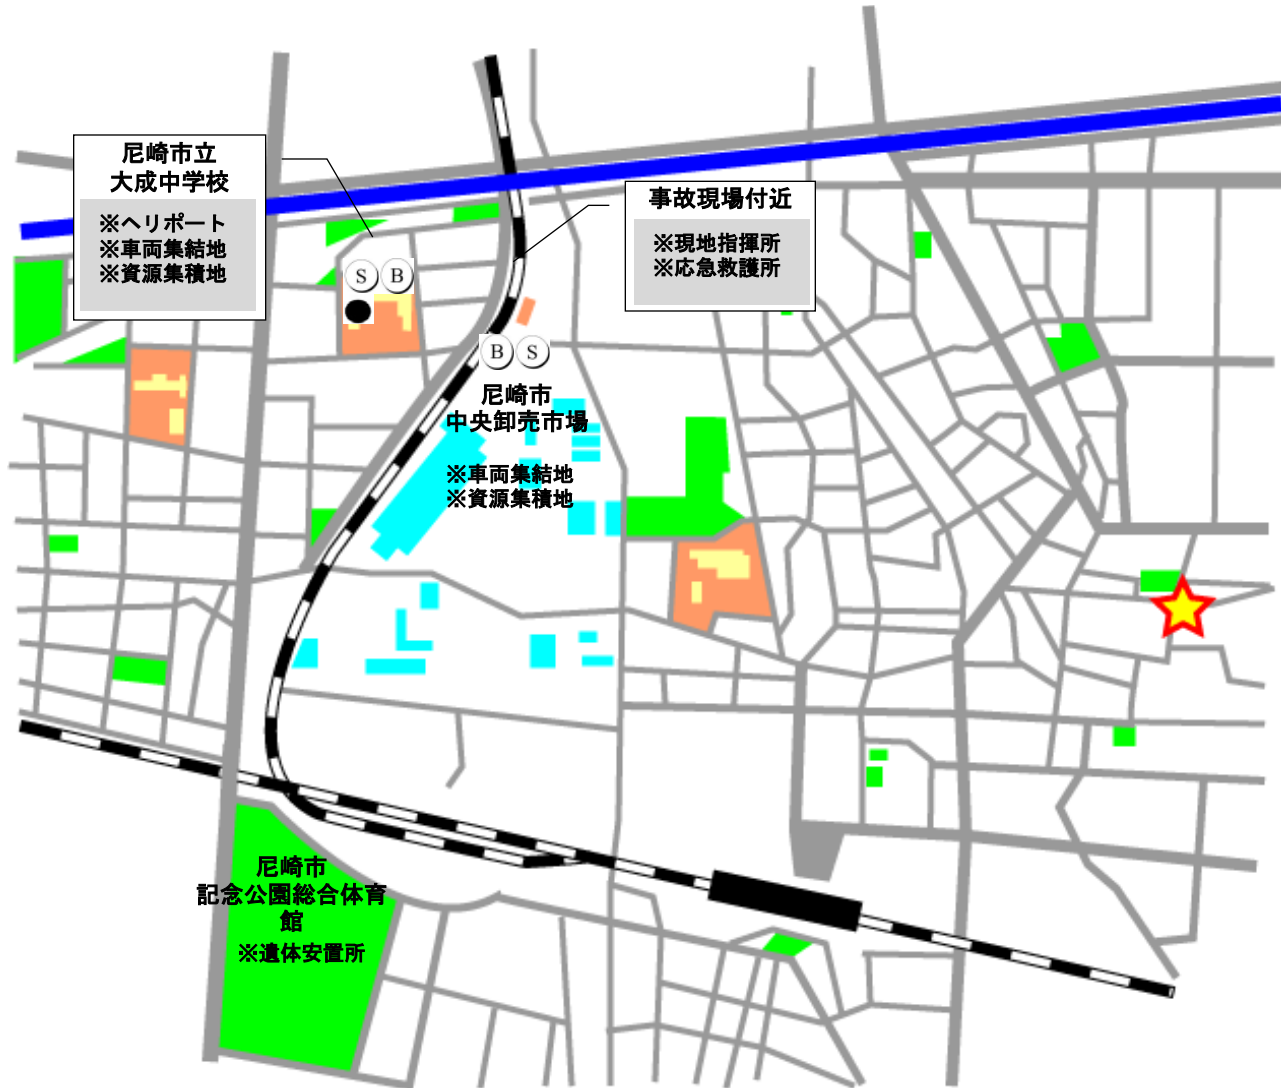 尼崎市立
大成中学校
※ヘリポート
※車両集結地
※資源集積地
事故現場付近
※現地指揮所
※応急救護所
S B
B S
尼崎市
中央卸売市場
※車両集結地
※資源集積地
尼崎市
記念公園総合体育
館
※遺体安置所